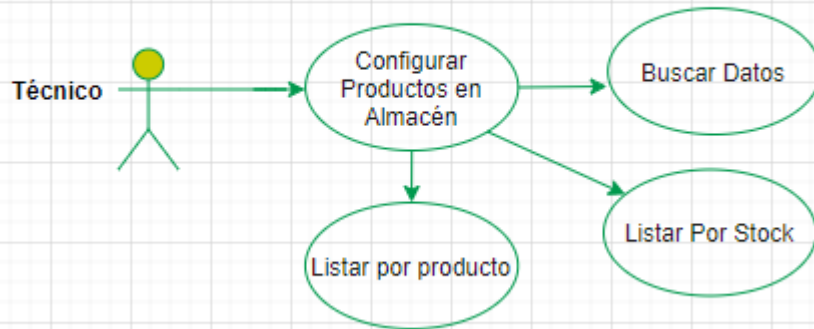 Técnico
Configurar
Productos en
Almacén
Buscar Datos
Listar por producto
Listar Por Stock